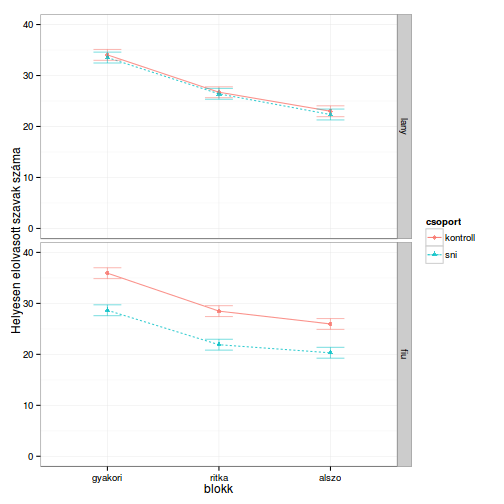 Helyesen elolvasott szavak száma
40
30
20
10
0
lany
40
30
20
10
0
fiu
gyakori
ritka
alszo
blokk
csoport
kontroll
sni